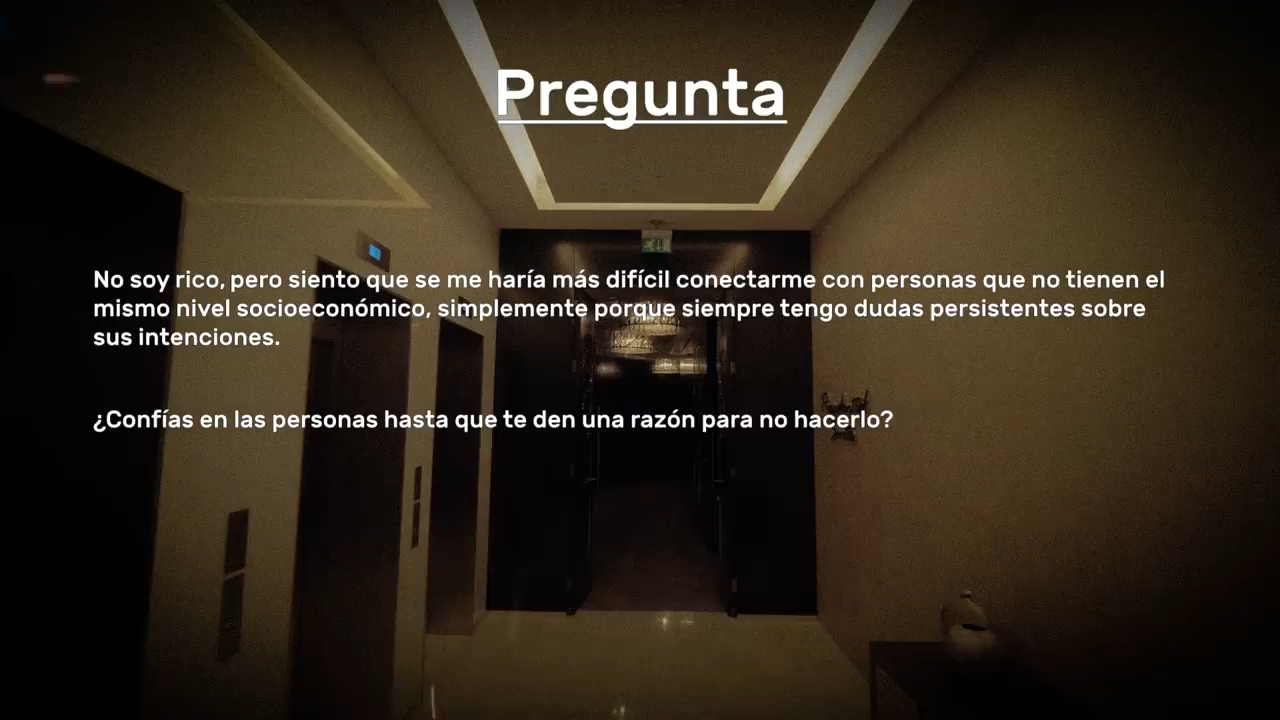 Pregunta
No soy rico, pero siento que se me haría más difícil conectarme con personas que no tienen el
mismo nivel socioeconómico, simplemente porque siempre tengo dudas persistentes sobre
sus intenciones.
¿Confías en las personas hasta que te den una razón para no hacerlo?